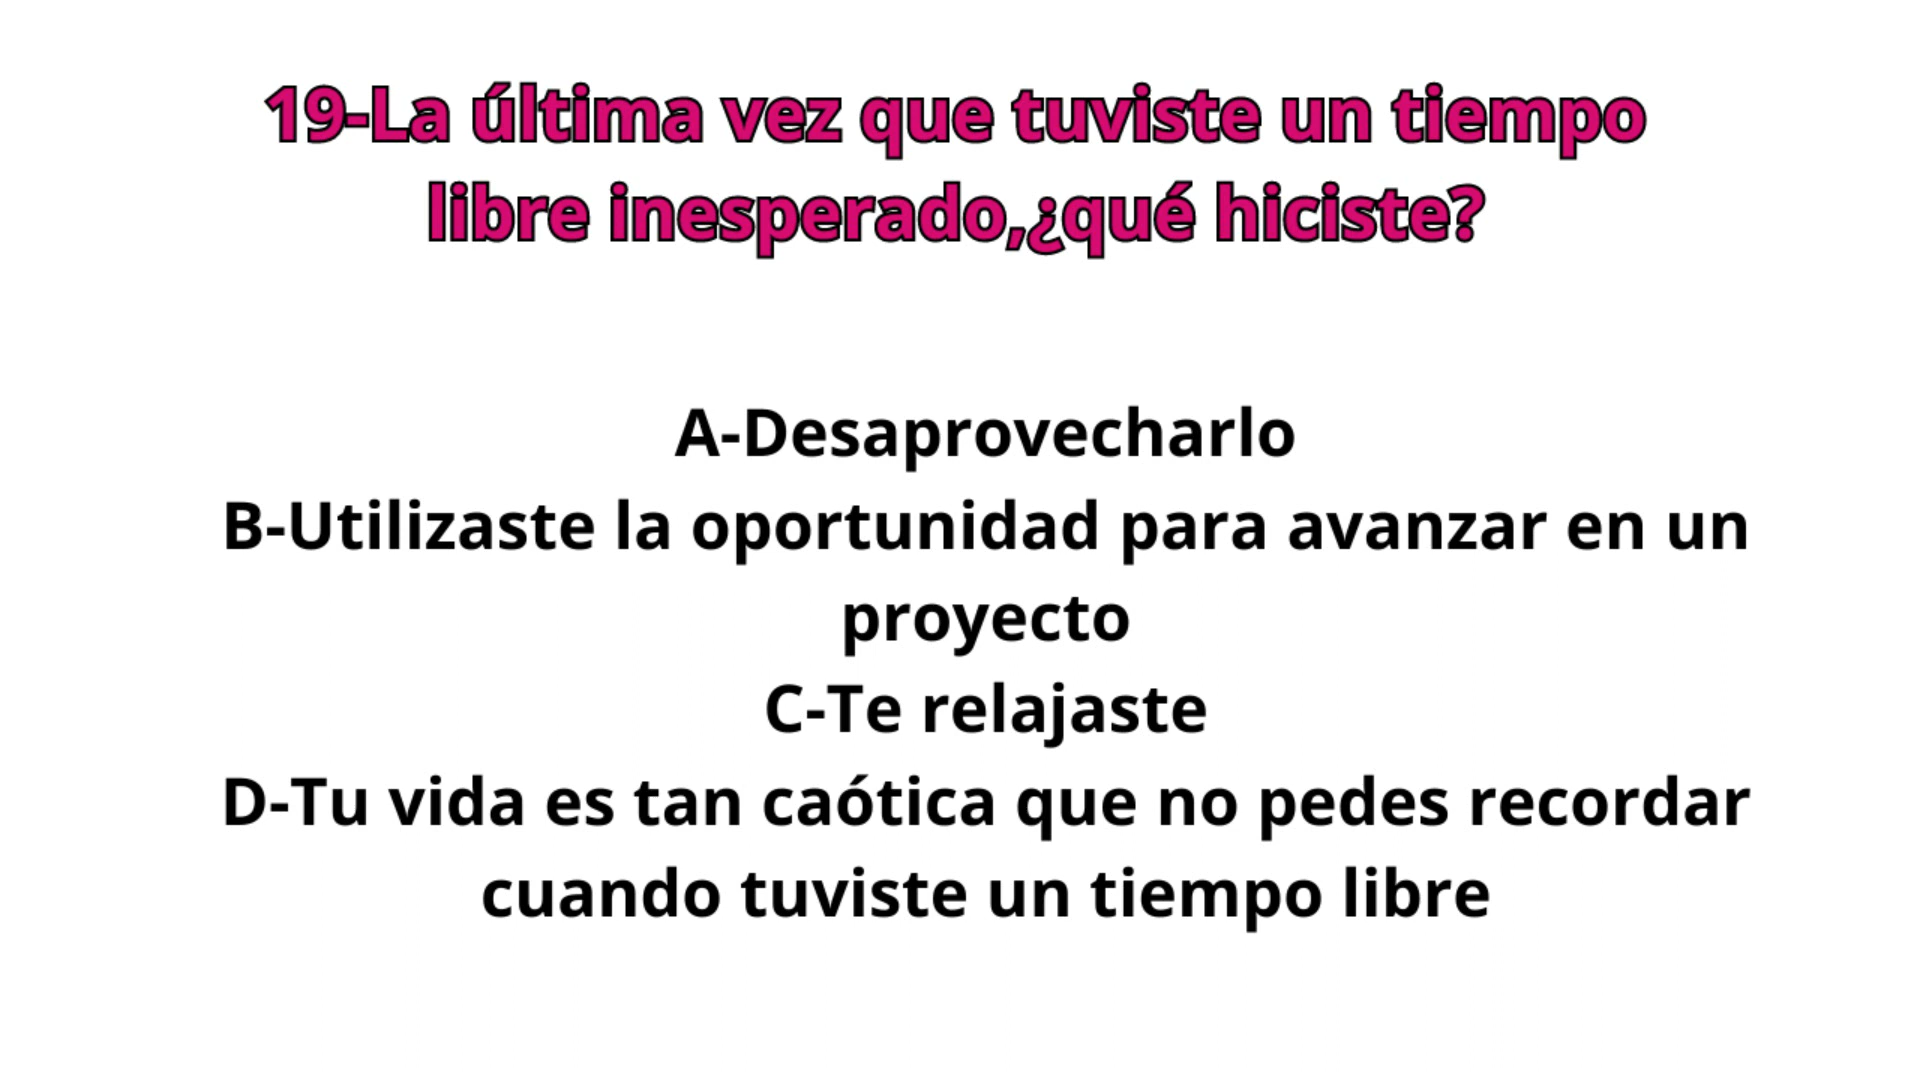 19-La última vez que tuviste un tiempo
libre inesperado,¿qué hiciste?
A-Desaprovecharlo
B-Utilizaste la oportunidad para avanzar en un
proyecto
C-Te relajaste
D-Tu vida es tan caótica que no pedes recordar
cuando tuviste un tiempo libre